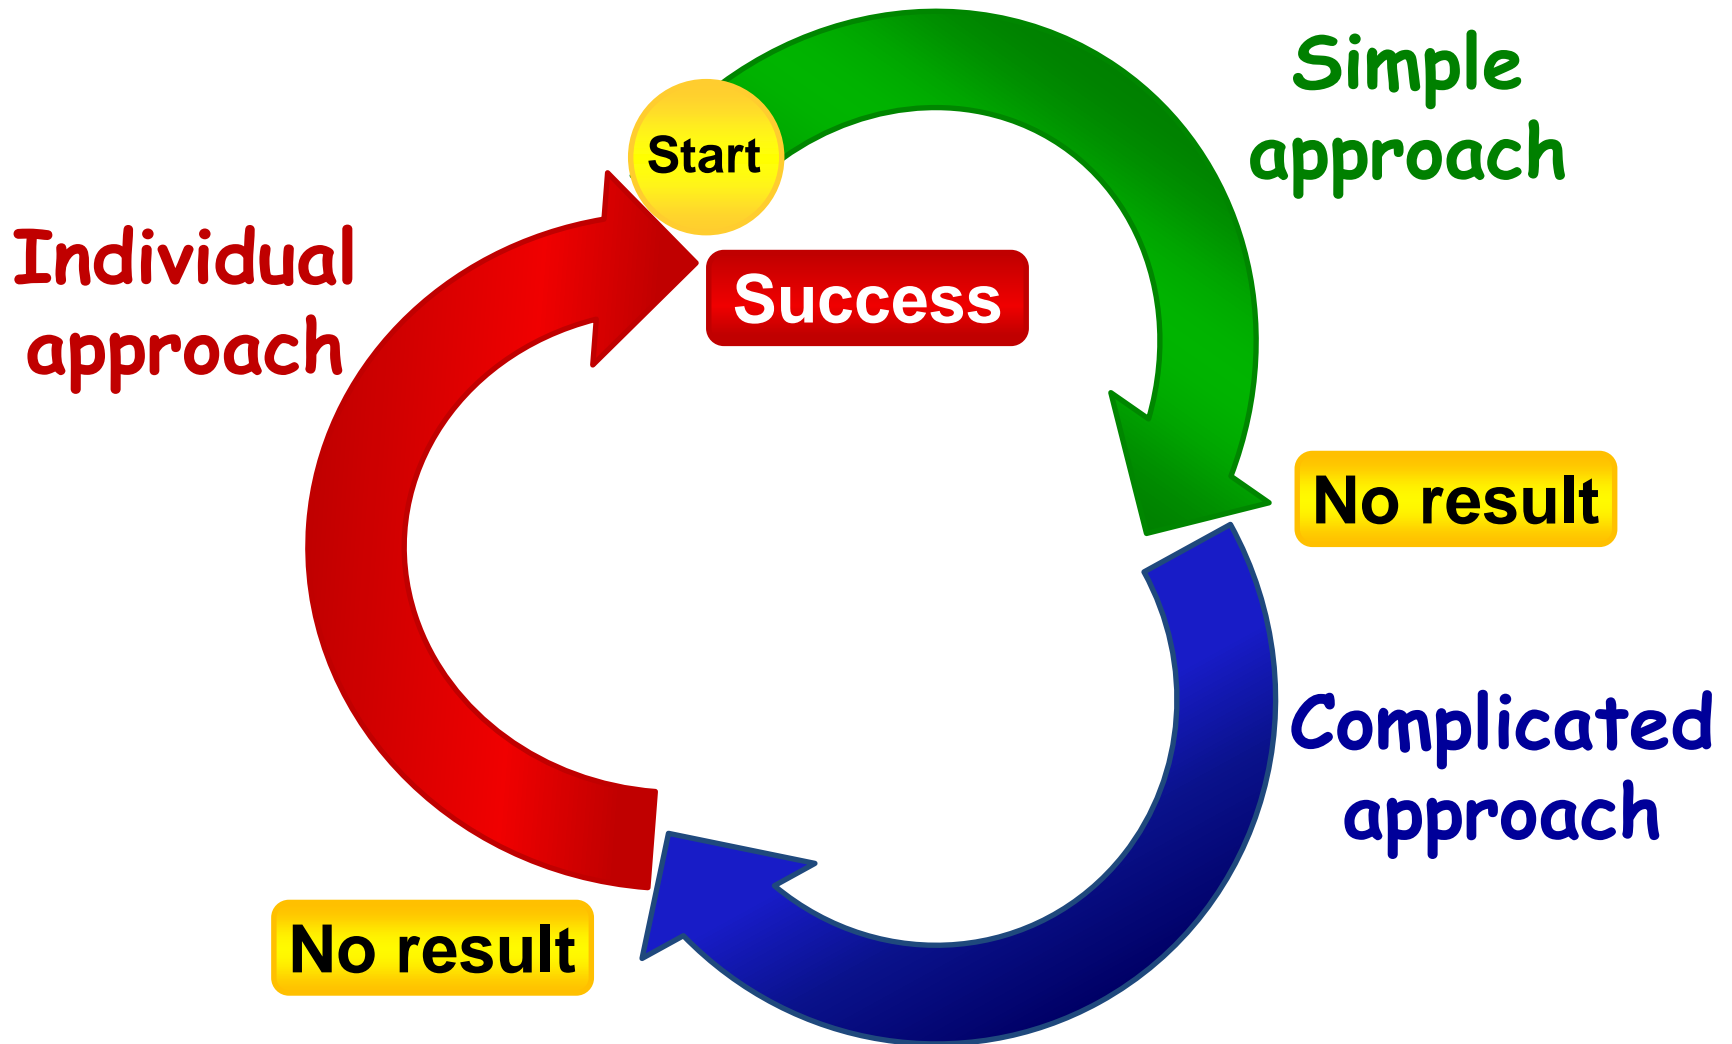 Start
Simple
approach
No result
Complicated
approach
No result
Individual
approach
Success